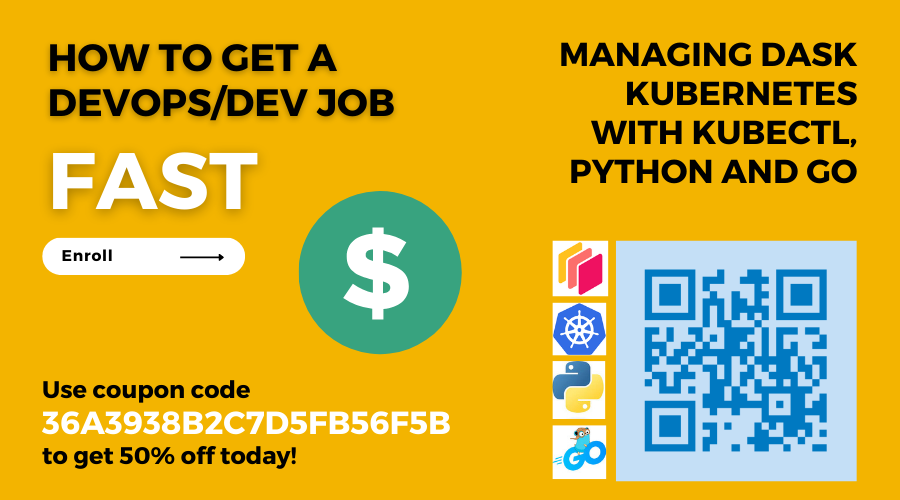 HOW TO GET A
DEVOPS/DEV JOB
FAST
Enroll
$
Use coupon code
36A3938B2C7D5FB56F5B
to get 50% off today!
MANAGING DASK
KUBERNETES
WITH KUBECTL,
PYTHON AND GO
GO